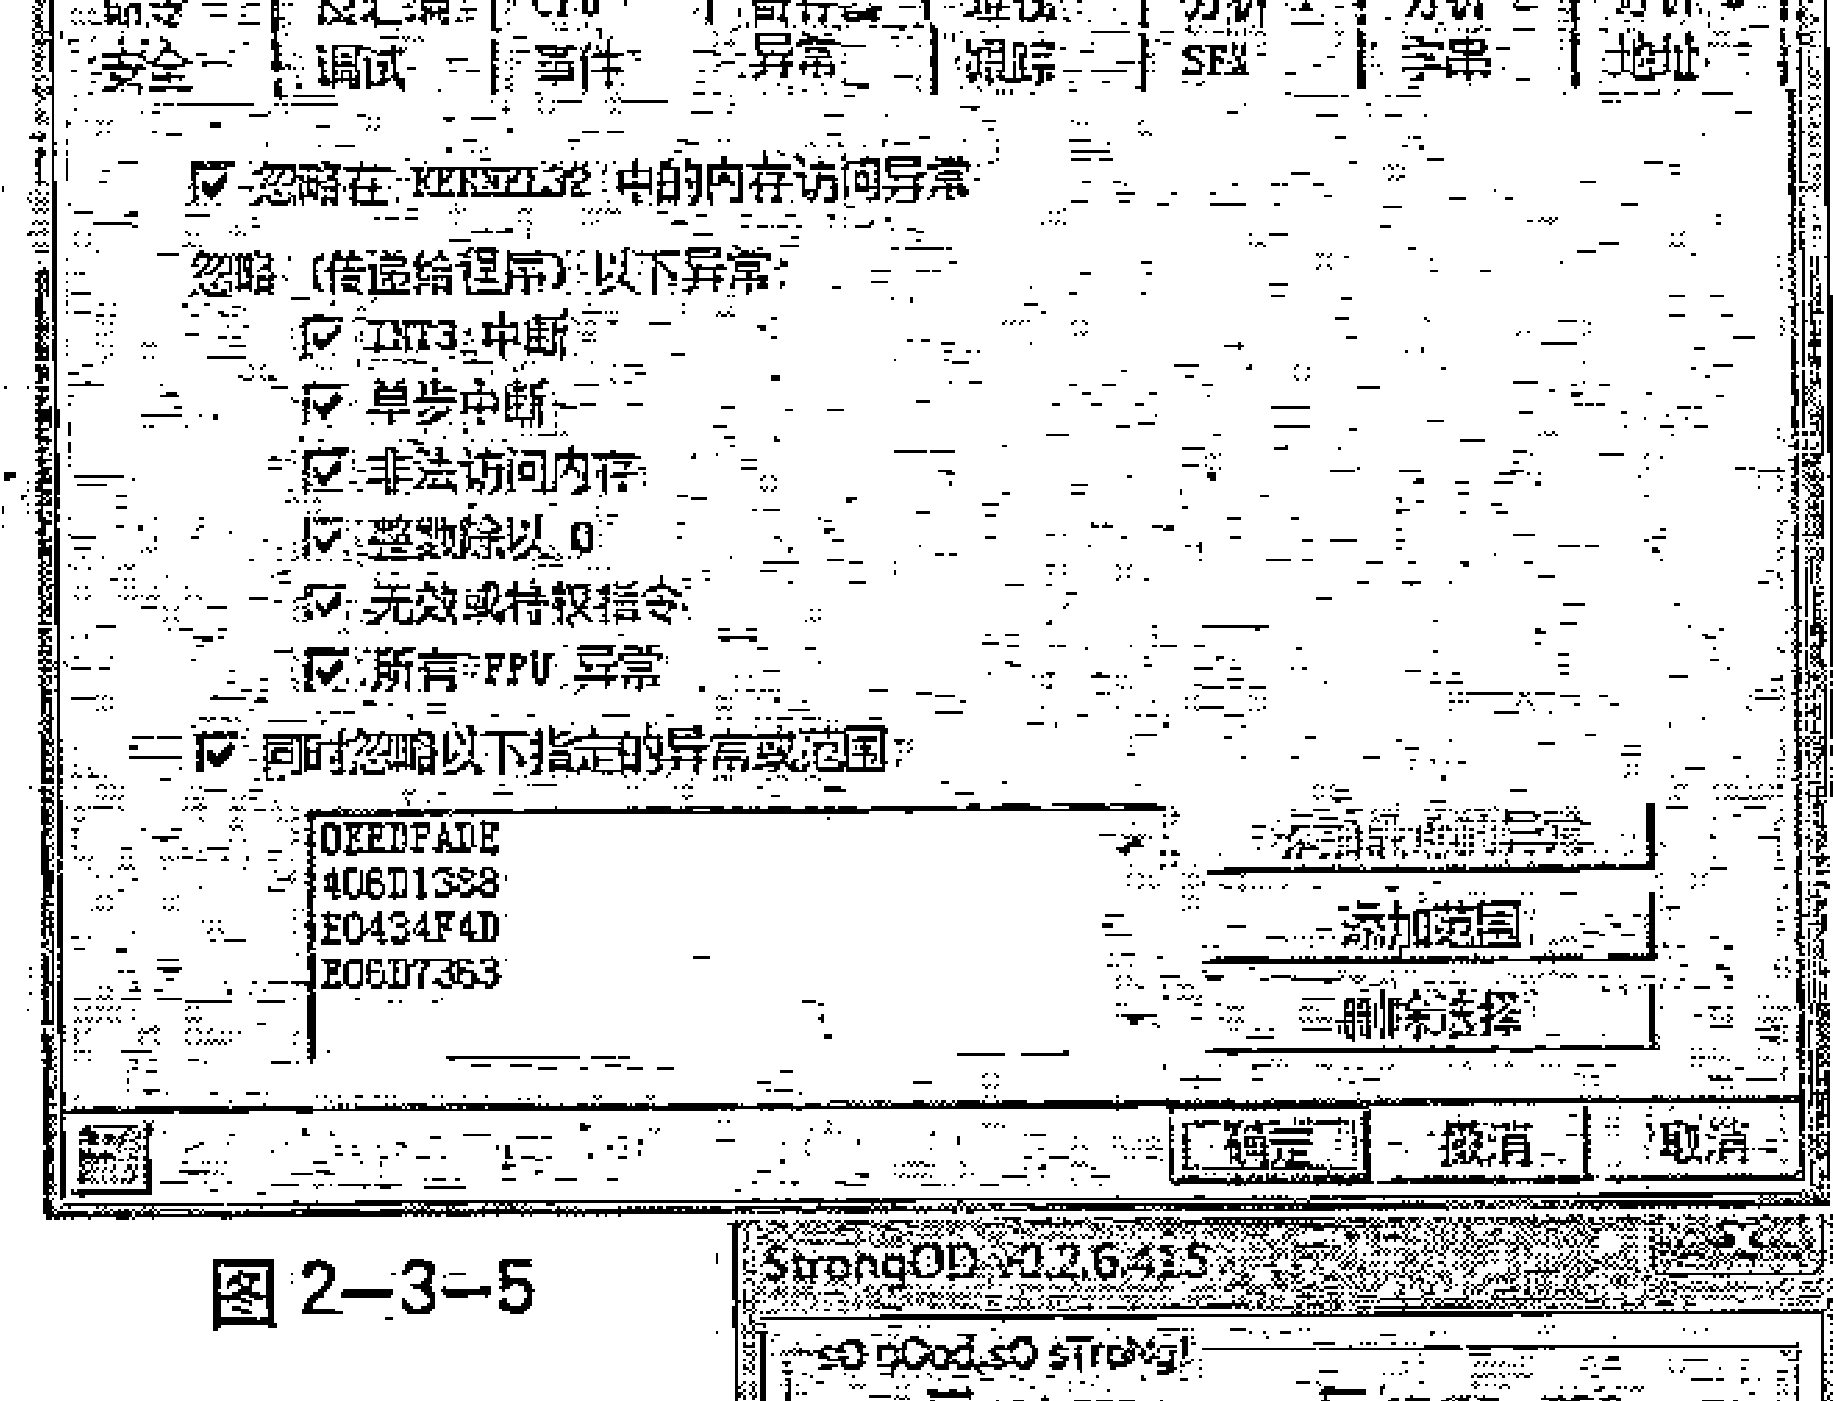 安全 调试 事件 异常 跟踪 SFX 字串 地址
忽略在 KERNEL32 中的内存访问异常
忽略 (传递给程序) 以下异常:
INT3 中断
单步中断
非法访问内存
整数除以 0
无效或特权指令
所有 FPU 异常
同时忽略以下指定的异常或范围:
0EEDFADE
406D1388
E0434F4D
E06D7363
添加范围
删除选择
确定 撤消 取消
图 2-3-5
StrongOD v0.2.6.415
sO gOod,sO sTroNg!